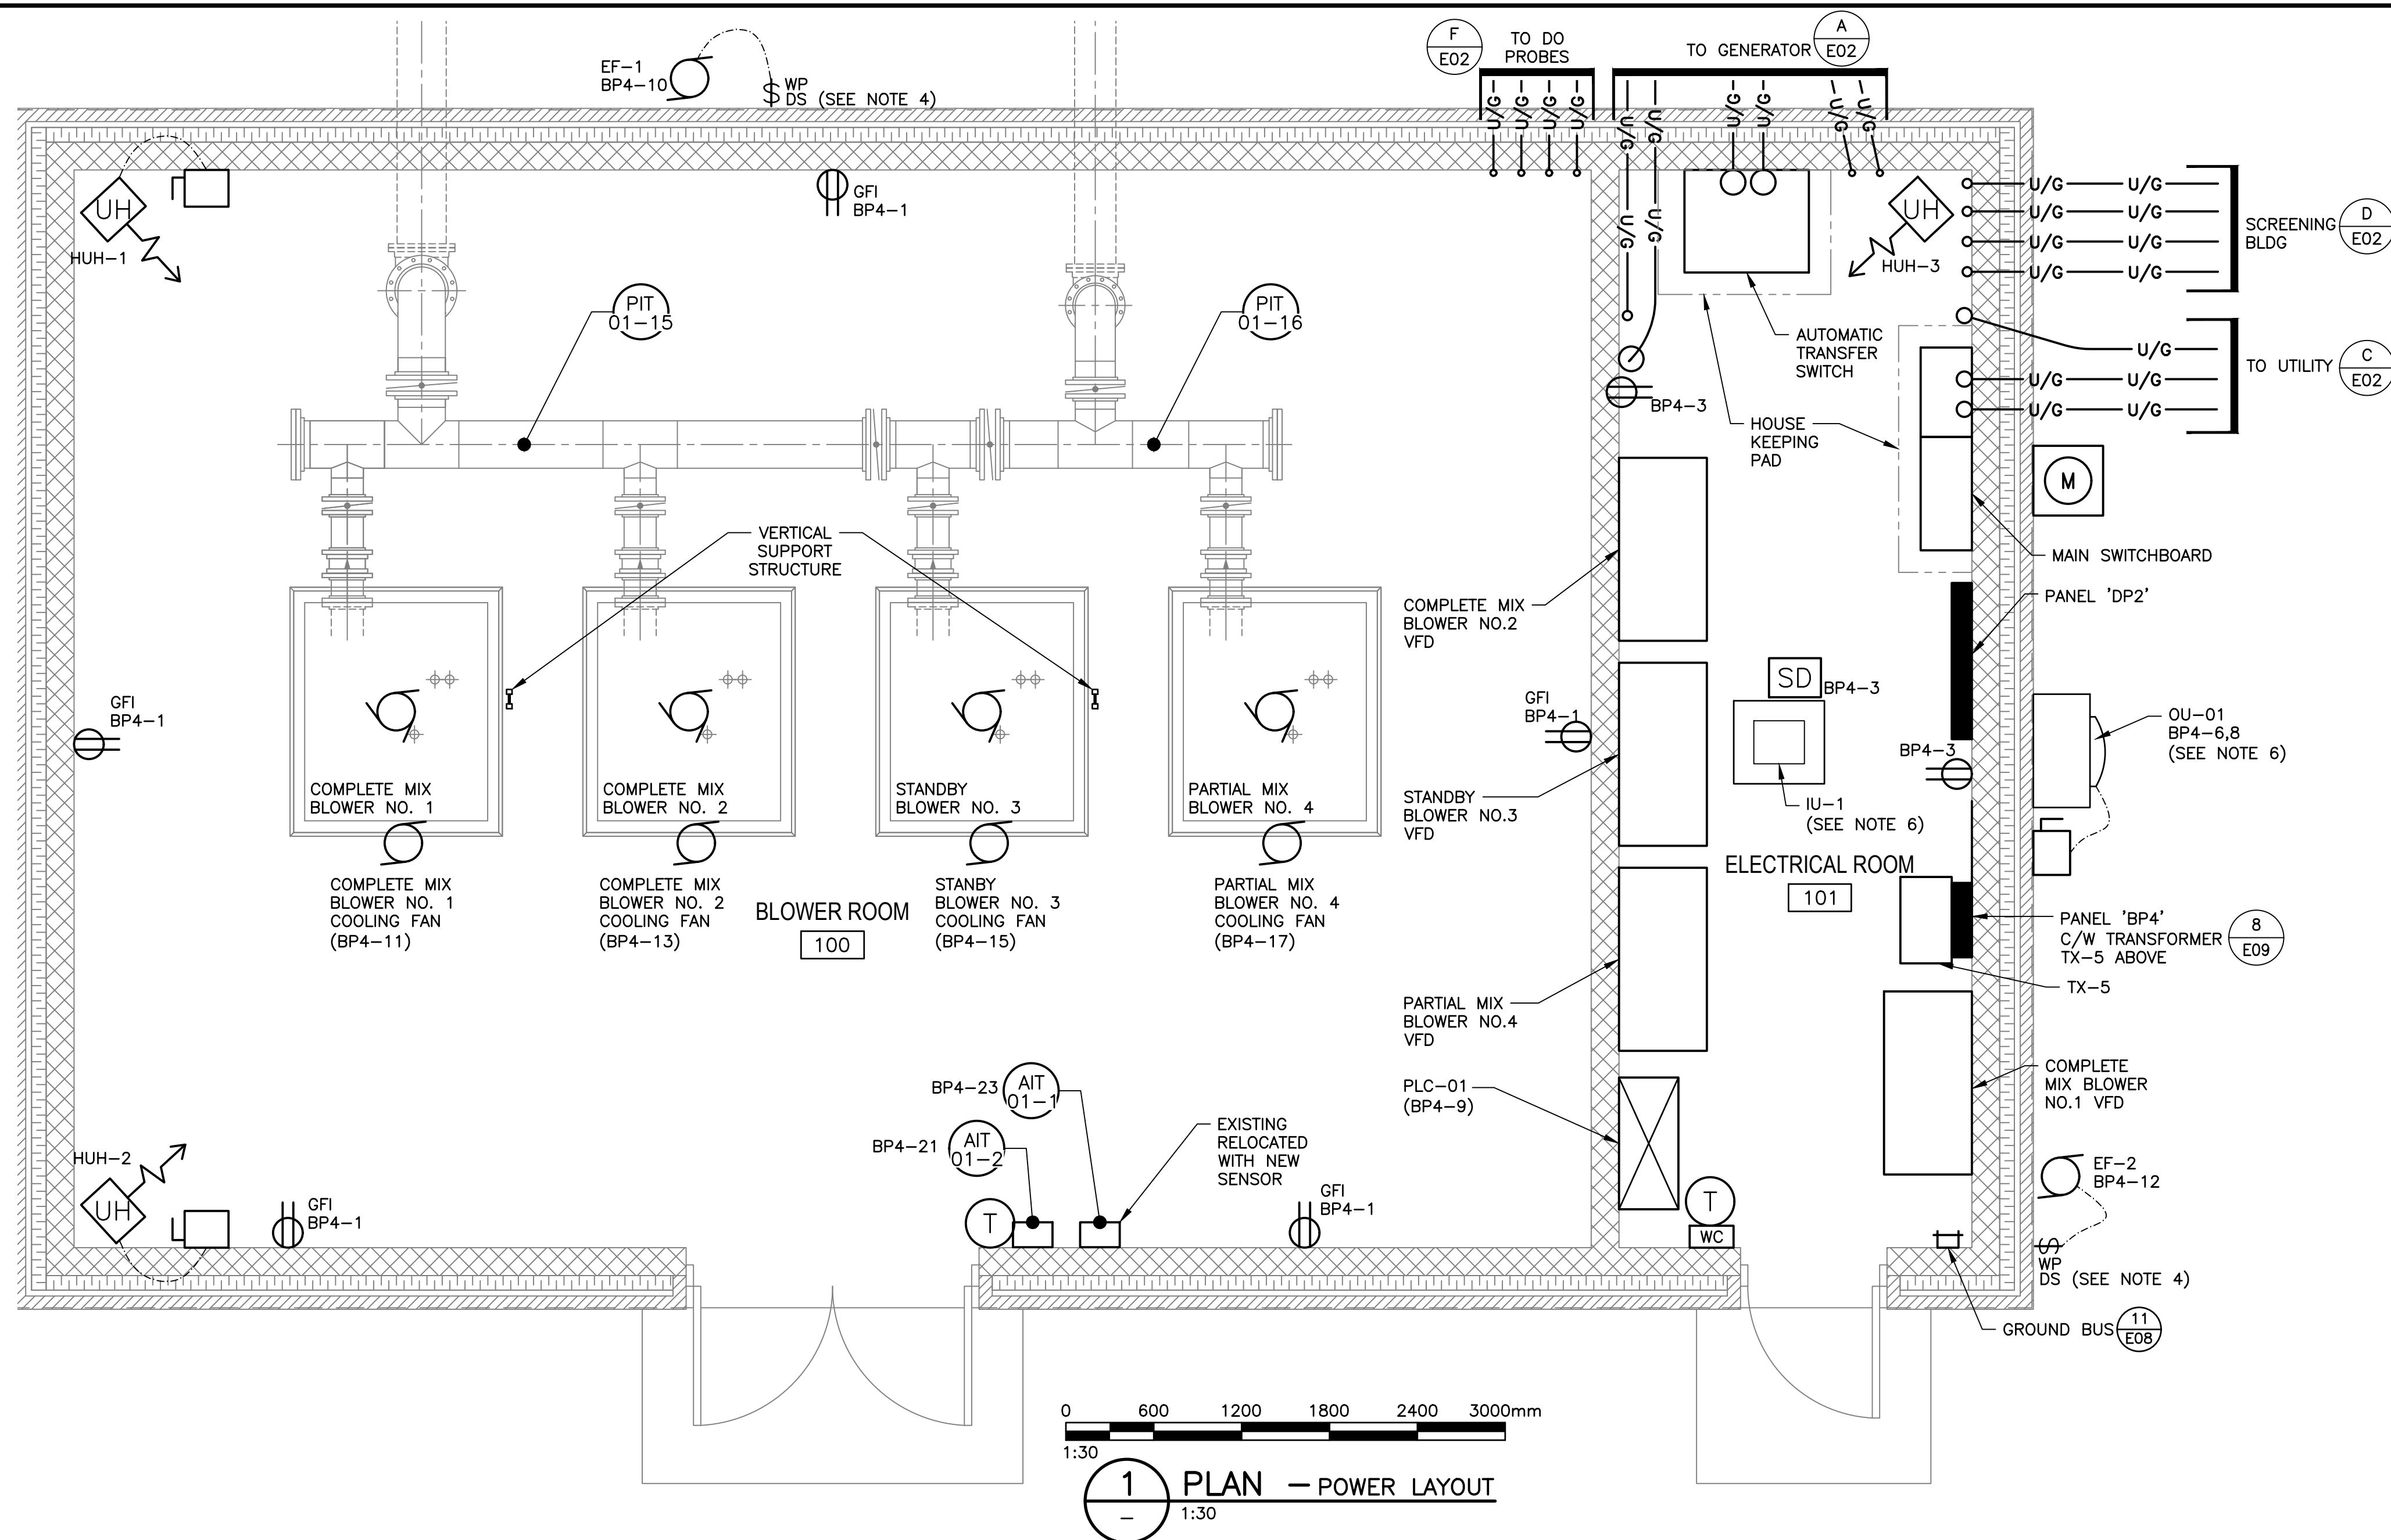 EF-1
BP4-10
WP
DS (SEE NOTE 4)
F
E02
TO DO
PROBES
TO GENERATOR
A
E02
U/G
U/G
U/G
U/G
U/G
U/G
U/G
U/G
U/G
U/G
U/G
U/G
UH
HUH-1
GFI
BP4-1
UH
HUH-3
U/G
U/G
U/G
U/G
U/G
U/G
U/G
U/G
SCREENING
BLDG
D
E02
PIT
01-15
PIT
01-16
AUTOMATIC
TRANSFER
SWITCH
U/G
U/G
U/G
U/G
U/G
TO UTILITY
C
E02
BP4-3
HOUSE
KEEPING
PAD
M
VERTICAL
SUPPORT
STRUCTURE
MAIN SWITCHBOARD
PANEL 'DP2'
COMPLETE MIX
BLOWER NO.2
VFD
SD
BP4-3
GFI
BP4-1
GFI
BP4-1
OU-01
BP4-6,8
(SEE NOTE 6)
BP4-3
COMPLETE MIX
BLOWER NO. 1
COMPLETE MIX
BLOWER NO. 2
STANDBY
BLOWER NO. 3
PARTIAL MIX
BLOWER NO. 4
STANDBY
BLOWER NO.3
VFD
IU-1
(SEE NOTE 6)
ELECTRICAL ROOM
101
COMPLETE MIX
BLOWER NO. 1
COOLING FAN
(BP4-11)
COMPLETE MIX
BLOWER NO. 2
COOLING FAN
(BP4-13)
BLOWER ROOM
100
STANBY
BLOWER NO. 3
COOLING FAN
(BP4-15)
PARTIAL MIX
BLOWER NO. 4
COOLING FAN
(BP4-17)
PANEL 'BP4'
C/W TRANSFORMER
TX-5 ABOVE
8
E09
TX-5
PARTIAL MIX
BLOWER NO.4
VFD
COMPLETE
MIX BLOWER
NO.1 VFD
BP4-23
AIT
01-1
PLC-01
(BP4-9)
BP4-21
AIT
01-2
EXISTING
RELOCATED
WITH NEW
SENSOR
HUH-2
UH
GFI
BP4-1
T
GFI
BP4-1
T
WC
EF-2
BP4-12
WP
DS (SEE NOTE 4)
GROUND BUS
11
E08
0 600 1200 1800 2400 3000mm
1:30
1
–
PLAN – POWER LAYOUT
1:30